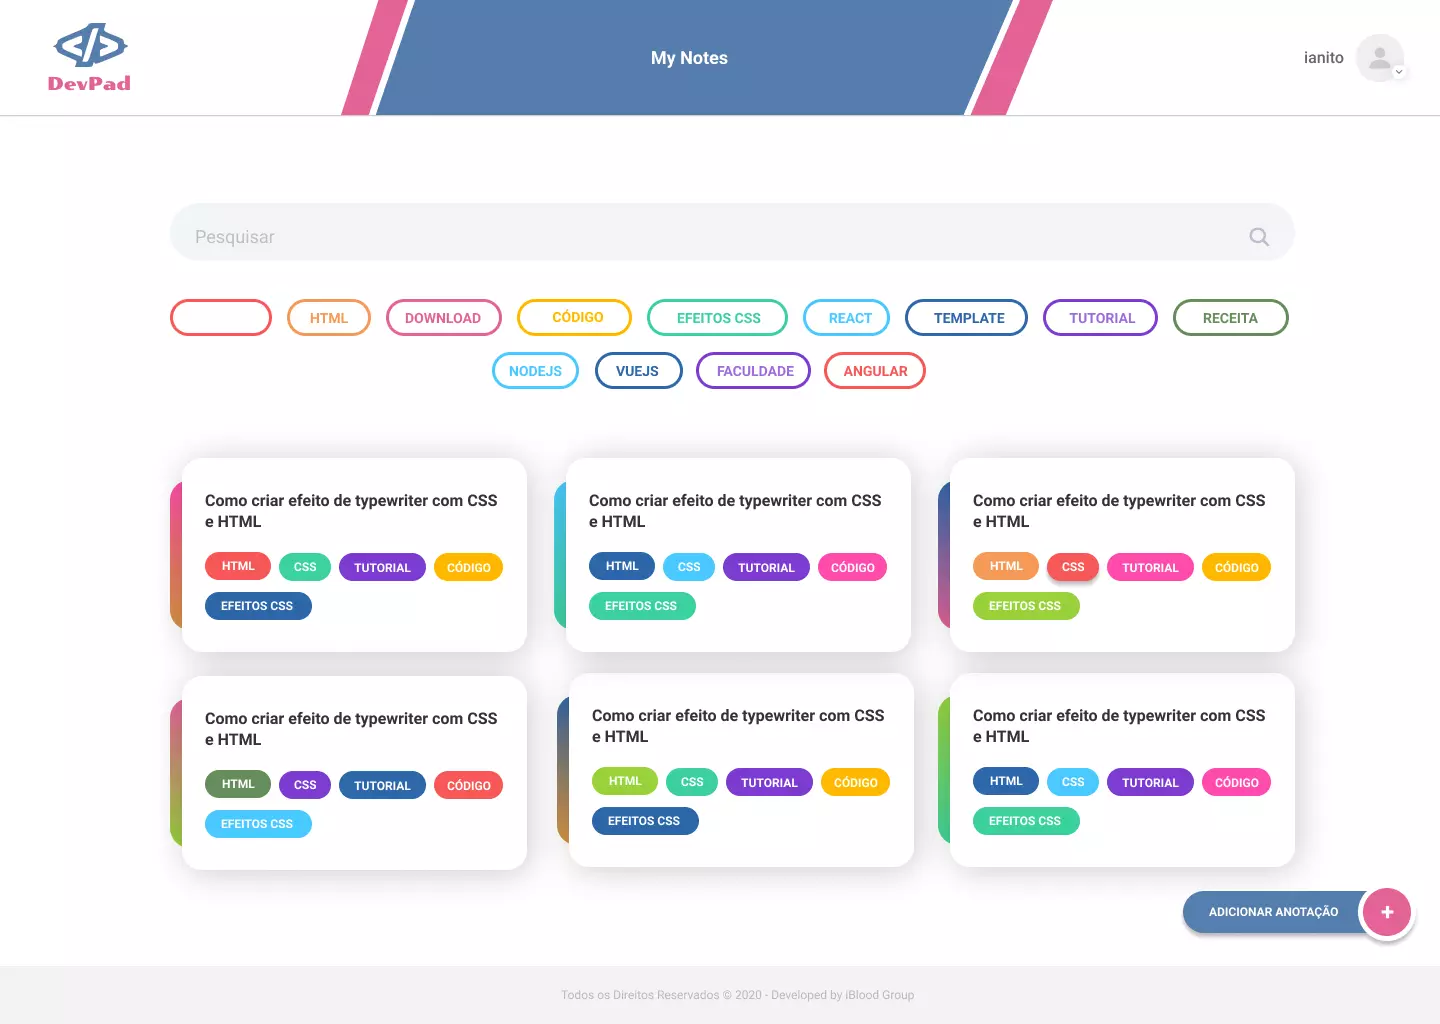 DevPad
My Notes
ianito
Pesquisar
HTML
DOWNLOAD
CÓDIGO
EFEITOS CSS
REACT
TEMPLATE
TUTORIAL
RECEITA
NODEJS
VUEJS
FACULDADE
ANGULAR
Como criar efeito de typewriter com CSS
e HTML
HTML
CSS
TUTORIAL
CÓDIGO
EFEITOS CSS
Como criar efeito de typewriter com CSS
e HTML
HTML
CSS
TUTORIAL
CÓDIGO
EFEITOS CSS
Como criar efeito de typewriter com CSS
e HTML
HTML
CSS
TUTORIAL
CÓDIGO
EFEITOS CSS
Como criar efeito de typewriter com CSS
e HTML
HTML
CSS
TUTORIAL
CÓDIGO
EFEITOS CSS
Como criar efeito de typewriter com CSS
e HTML
HTML
CSS
TUTORIAL
CÓDIGO
EFEITOS CSS
Como criar efeito de typewriter com CSS
e HTML
HTML
CSS
TUTORIAL
CÓDIGO
EFEITOS CSS
ADICIONAR ANOTAÇÃO
Todos os Direitos Reservados © 2020 - Developed by iBlood Group